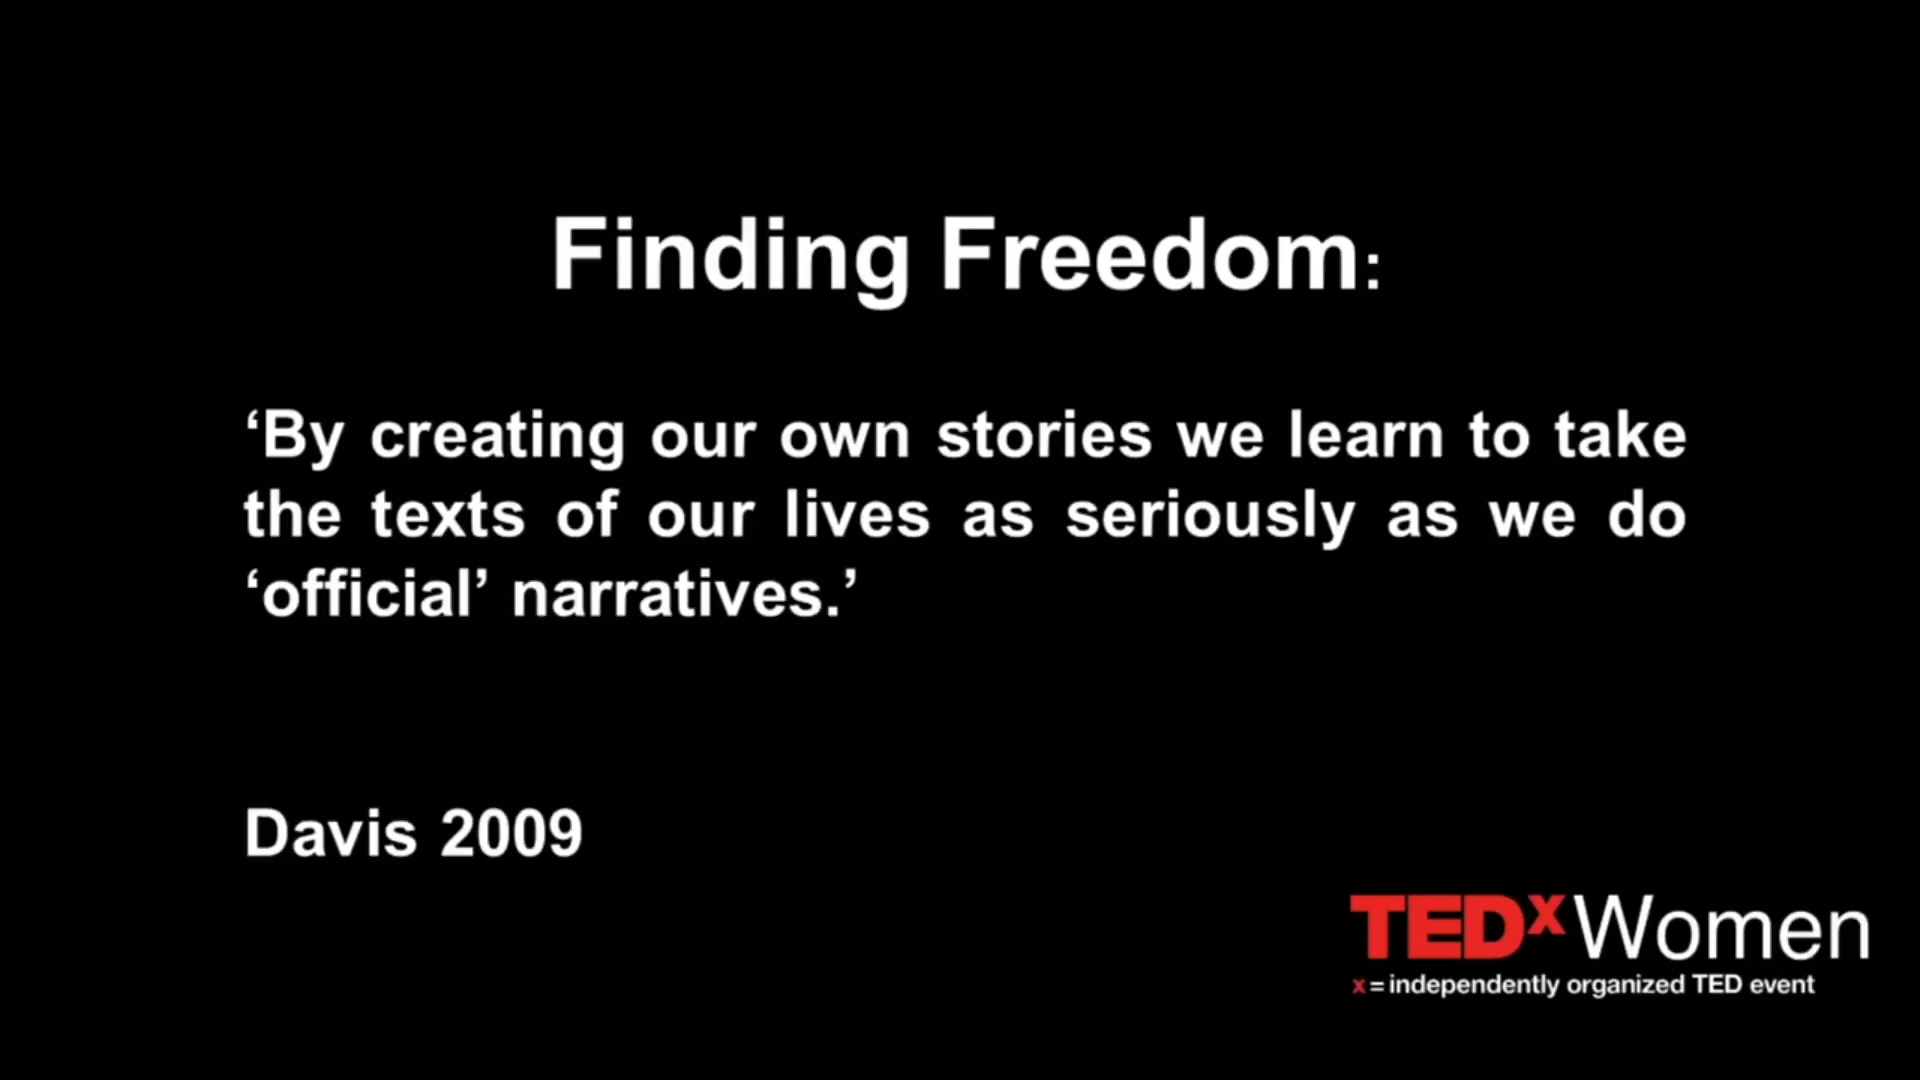 Finding Freedom:
‘By creating our own stories we learn to take
the texts of our lives as seriously as we do
‘official’ narratives.’
Davis 2009
TEDxWomen
x = independently organized TED event